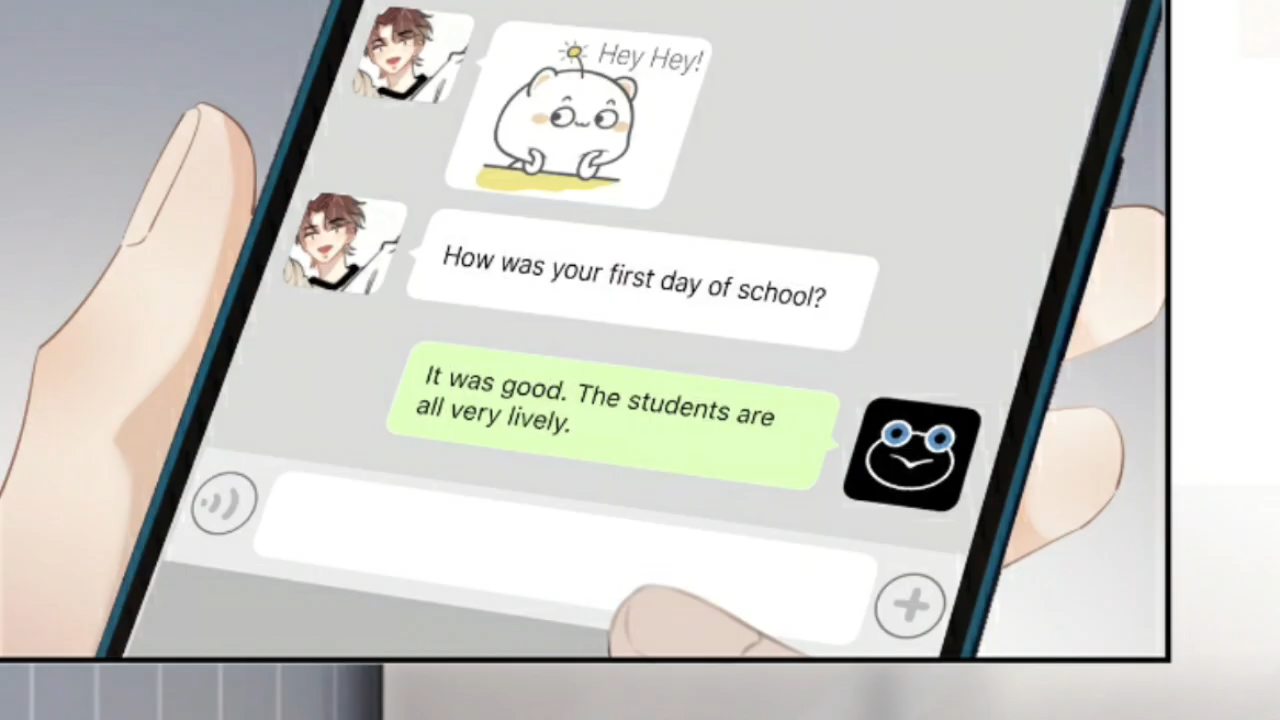 Hey Hey!
How was your first day of school?
It was good. The students are
all very lively.